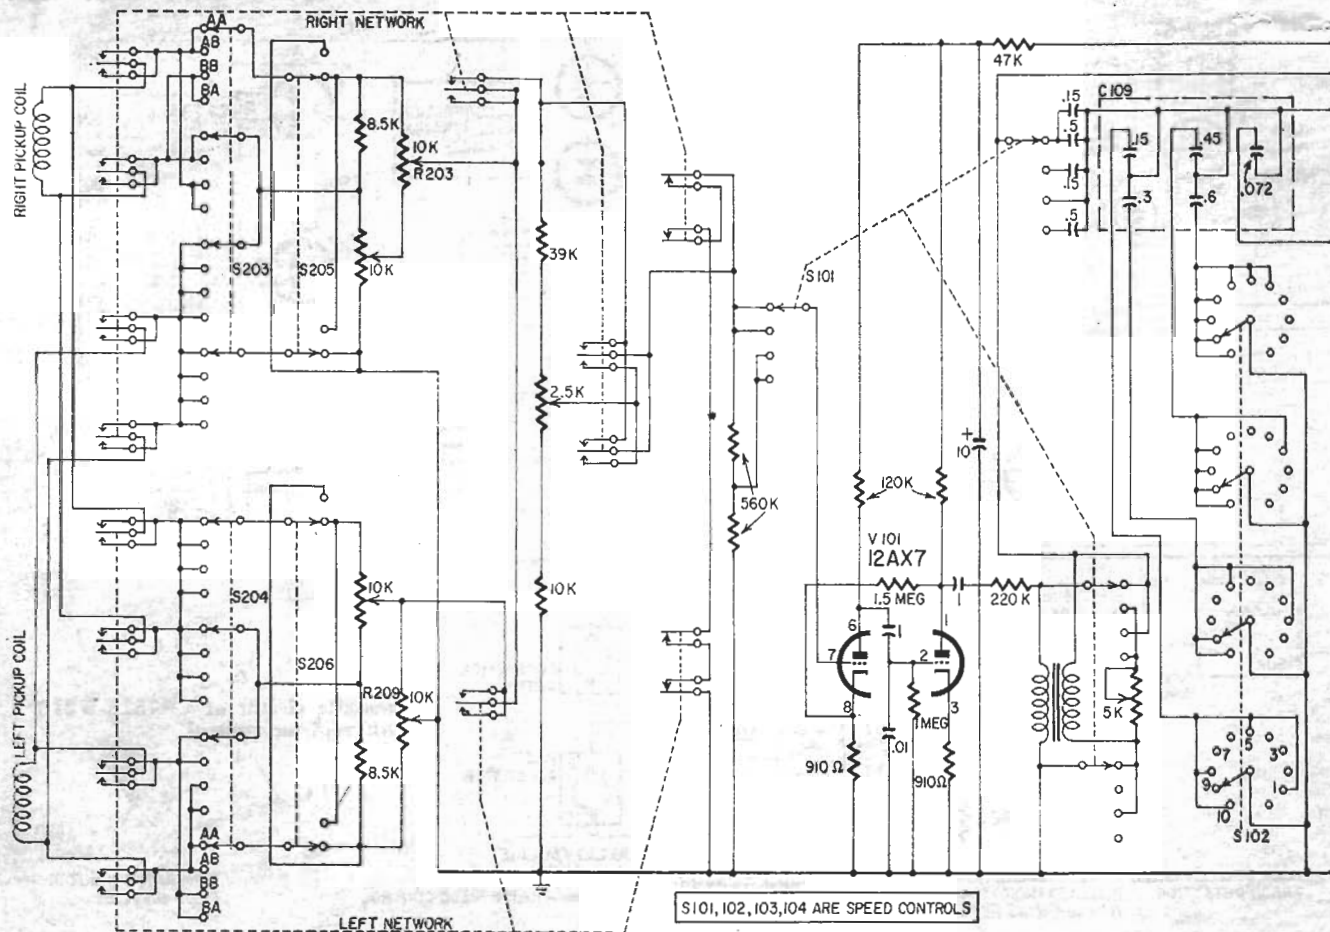 RIGHT NETWORK
AA
AB
BB
BA
RIGHT PICKUP COIL
8.5K
10K
R203
10K
S203
S205
39K
2.5K
10K
560K
S101
47K
.15
.5
.15
.5
C109
.15
.3
.45
.6
.072
+
10
120K
V101
12AX7
1.5 MEG
.1
220K
6
7
8
.1
1
2
3
1 MEG
.01
910Ω
910Ω
5K
S204
S206
10K
R209
10K
8.5K
LEFT PICKUP COIL
AA
AB
BB
BA
LEFT NETWORK
7
5
3
9
1
10
S102
S101, 102, 103, 104 ARE SPEED CONTROLS